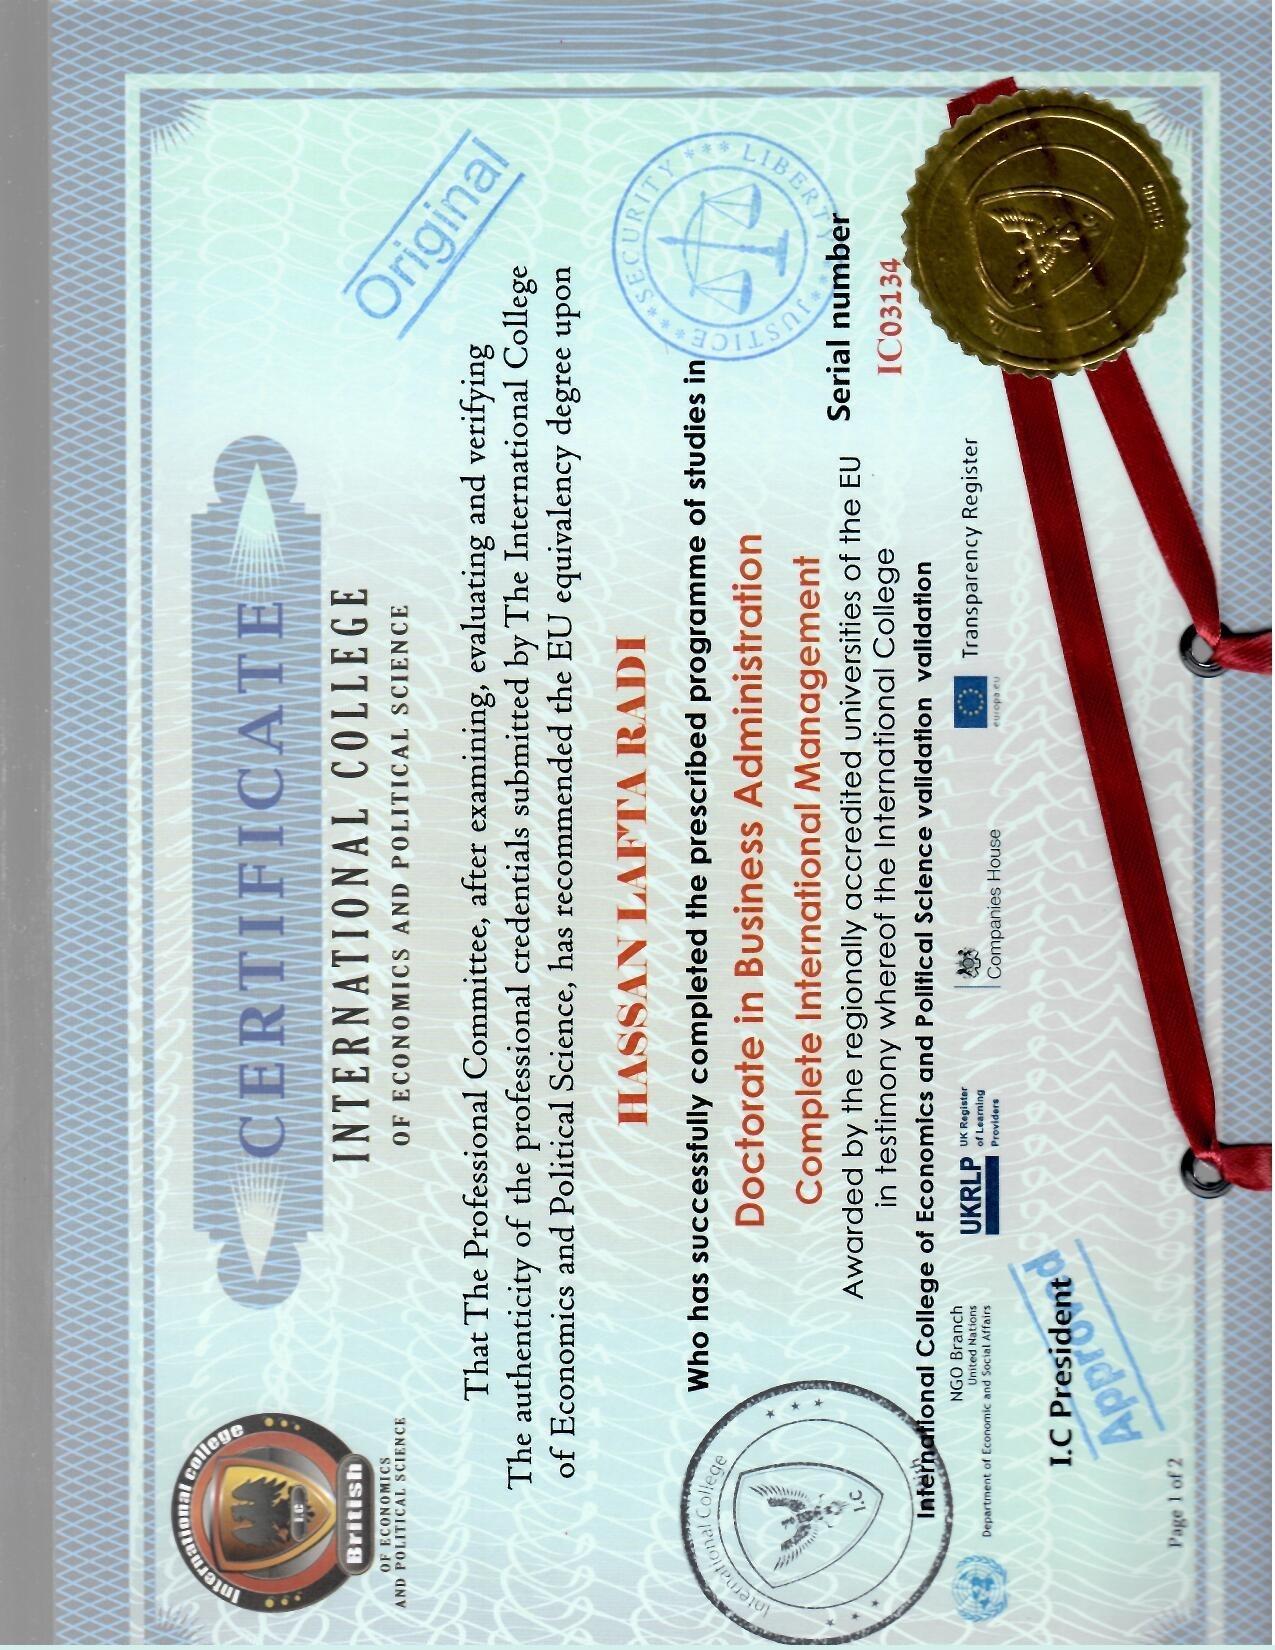 International college
I.C
British
OF ECONOMICS
AND POLITICAL SCIENCE
CERTIFICATE
INTERNATIONAL COLLEGE
OF ECONOMICS AND POLITICAL SCIENCE
Original
That The Professional Committee, after examining, evaluating and verifying
The authenticity of the professional credentials submitted by The International College
of Economics and Political Science, has recommended the EU equivalency degree upon
HASSAN LAFTA RADI
Who has successfully completed the prescribed programme of studies in
Doctorate in Business Administration
Complete International Management
Awarded by the regionally accredited universities of the EU
in testimony whereof the International College
International College of Economics and Political Science validation validation
International College
I.C
SECURITY
LIBERTY
JUSTICE
Serial number
IC03134
NGO Branch
United Nations
Department of Economic and Social Affairs
UKRLP
UK Register
of Learning
Providers
Companies House
europa.eu
Transparency Register
I.C President
Approved
Page 1 of 2